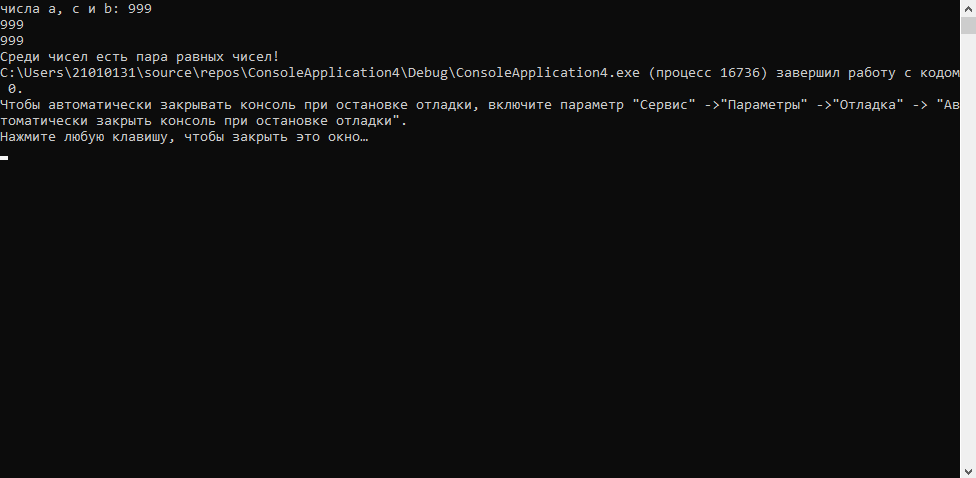 числа a, с и b: 999
999
999
Среди чисел есть пара равных чисел!
C:\Users\21010131\source\repos\ConsoleApplication4\Debug\ConsoleApplication4.exe (процесс 16736) завершил работу с кодом
 0.
Чтобы автоматически закрывать консоль при остановке отладки, включите параметр "Сервис" ->"Параметры" ->"Отладка" -> "Ав
томатически закрыть консоль при остановке отладки".
Нажмите любую клавишу, чтобы закрыть это окно…